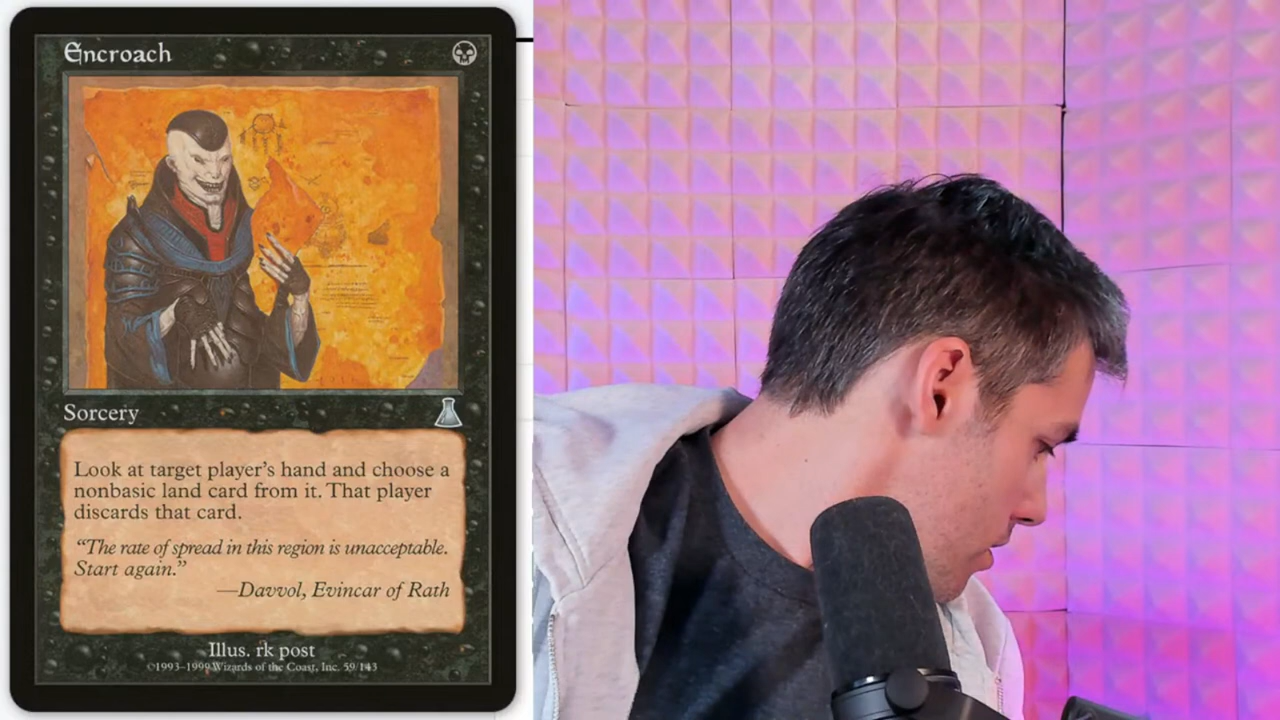 Encroach
Sorcery
Look at target player's hand and choose a
nonbasic land card from it. That player
discards that card.
“The rate of spread in this region is unacceptable.
Start again.”
—Davvol, Evincar of Rath
Illus. rk post
©1993–1999 Wizards of the Coast, Inc. 59/143